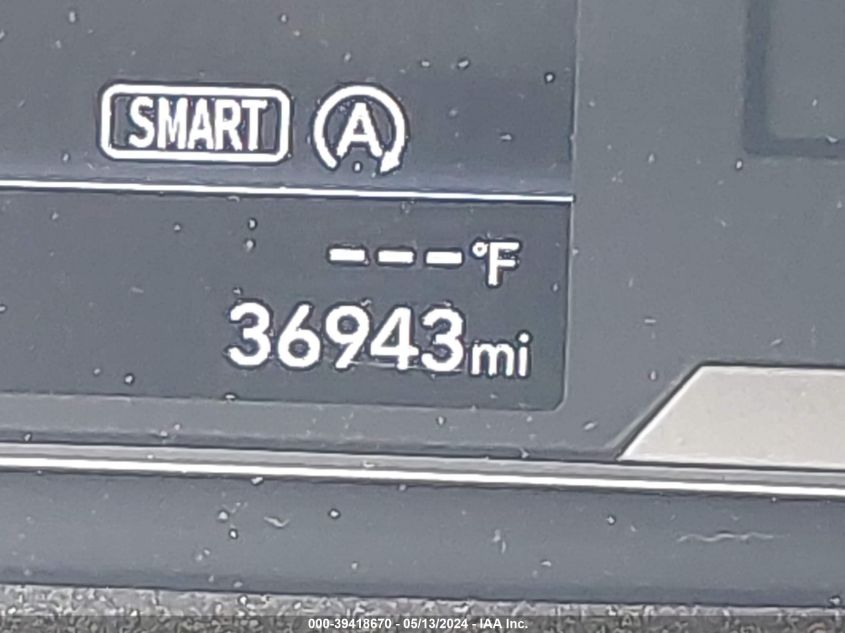 SMART A
---°F
36943mi
000-39418670 - 05/13/2024 - IAA Inc.